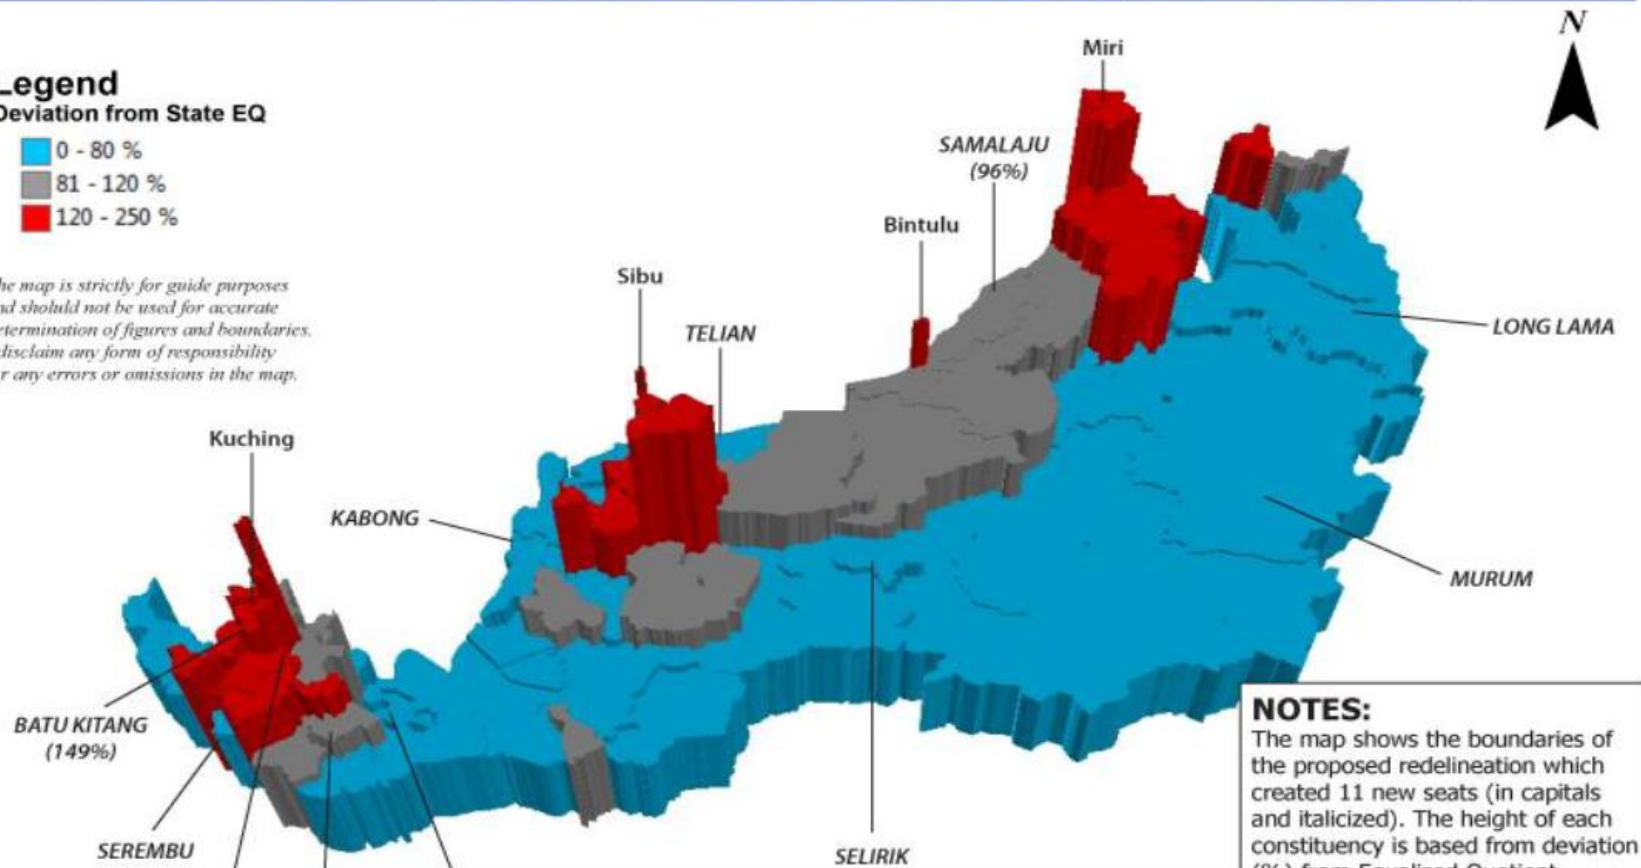 N
Miri
Legend
Deviation from State EQ
0 - 80 %
81 - 120 %
120 - 250 %
SAMALAJU
(96%)
Bintulu
Sibu
TELIAN
he map is strictly for guide purposes
nd sholuld not be used for accurate
etermination of figures and boundaries.
disclaim any form of responsibility
r any errors or omissions in the map.
LONG LAMA
Kuching
KABONG
MURUM
BATU KITANG
(149%)
SEREMBU
SELIRIK
NOTES:
The map shows the boundaries of
the proposed redelineation which
created 11 new seats (in capitals
and italicized). The height of each
constituency is based from deviation
(%) from Equalized Quotient